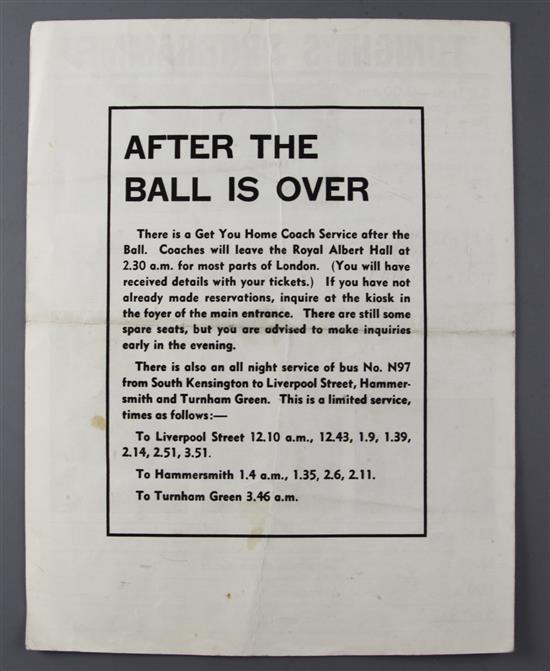 AFTER THE
BALL IS OVER
There is a Get You Home Coach Service after the
Ball. Coaches will leave the Royal Albert Hall at
2.30 a.m. for most parts of London. (You will have
received details with your tickets.) If you have not
already made reservations, inquire at the kiosk in
the foyer of the main entrance. There are still some
spare seats, but you are advised to make inquiries
early in the evening.
There is also an all night service of bus No. N97
from South Kensington to Liverpool Street, Hammer-
smith and Turnham Green. This is a limited service,
times as follows:—
To Liverpool Street 12.10 a.m., 12.43, 1.9, 1.39,
2.14, 2.51, 3.51.
To Hammersmith 1.4 a.m., 1.35, 2.6, 2.11.
To Turnham Green 3.46 a.m.